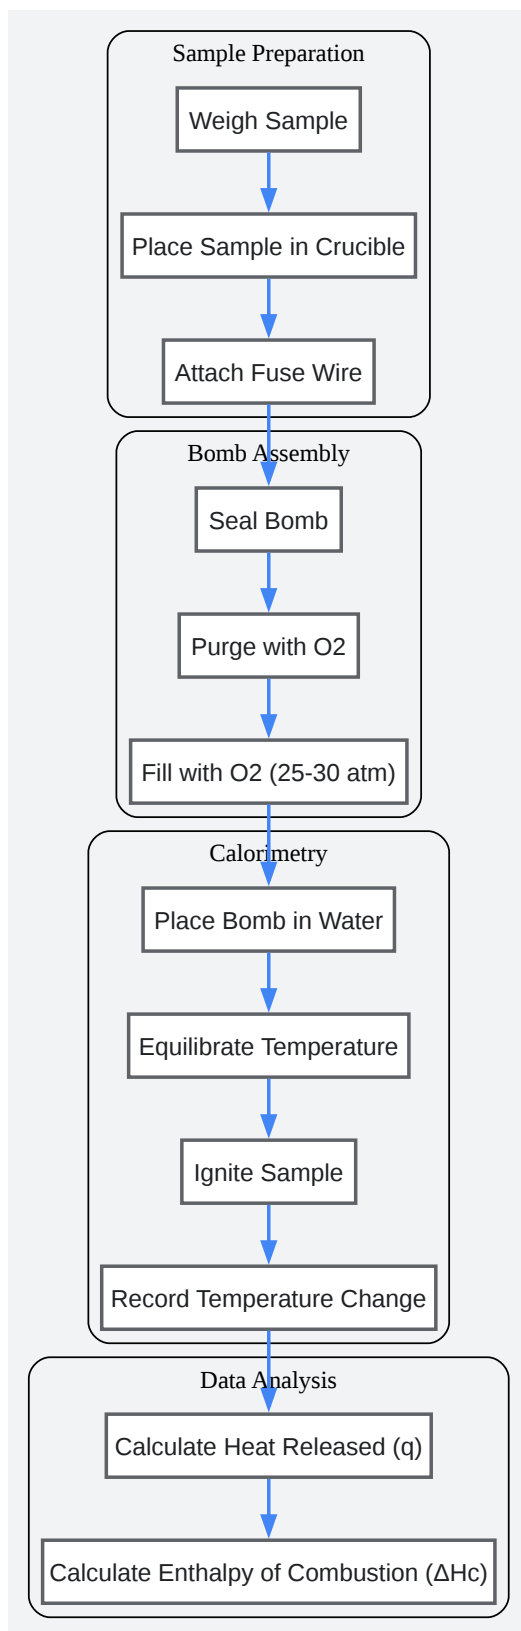 Sample Preparation
Weigh Sample
Place Sample in Crucible
Attach Fuse Wire
Bomb Assembly
Seal Bomb
Purge with O2
Fill with O2 (25-30 atm)
Calorimetry
Place Bomb in Water
Equilibrate Temperature
Ignite Sample
Record Temperature Change
Data Analysis
Calculate Heat Released (q)
Calculate Enthalpy of Combustion (ΔHc)